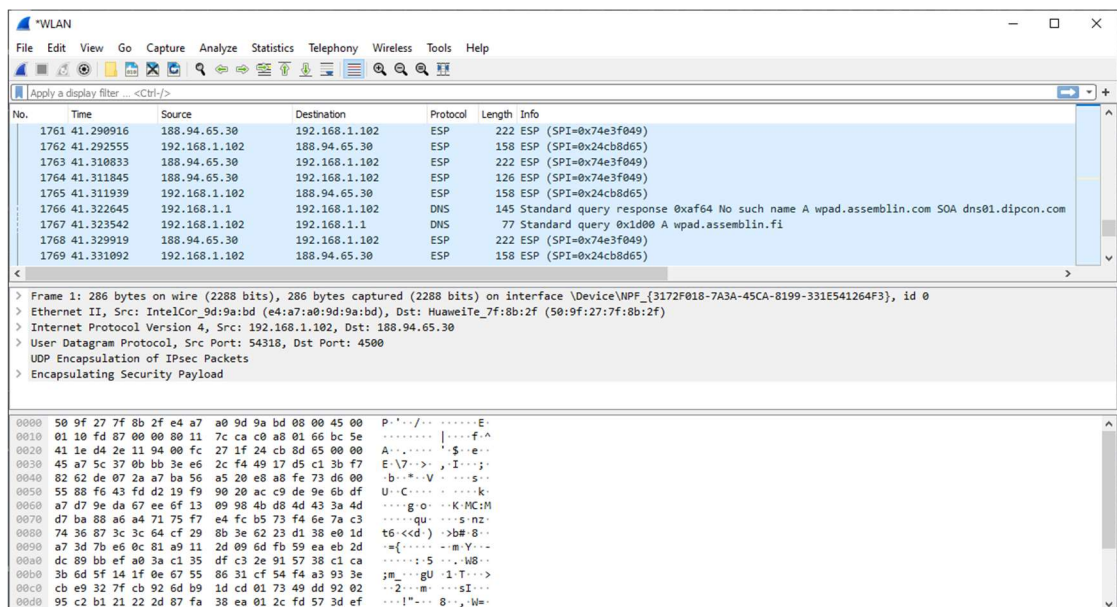 *WLAN
File Edit View Go Capture Analyze Statistics Telephony Wireless Tools Help
Apply a display filter ... <Ctrl-/>
No. Time Source Destination Protocol Length Info
1761 41.290916 188.94.65.30 192.168.1.102 ESP 222 ESP (SPI=0x74e3f049)
1762 41.292555 192.168.1.102 188.94.65.30 ESP 158 ESP (SPI=0x24cb8d65)
1763 41.310833 188.94.65.30 192.168.1.102 ESP 222 ESP (SPI=0x74e3f049)
1764 41.311845 188.94.65.30 192.168.1.102 ESP 126 ESP (SPI=0x74e3f049)
1765 41.311939 192.168.1.102 188.94.65.30 ESP 158 ESP (SPI=0x24cb8d65)
1766 41.322645 192.168.1.1 192.168.1.102 DNS 145 Standard query response 0xaf64 No such name A wpad.assemblin.com SOA dns01.dipcon.com
1767 41.323542 192.168.1.102 192.168.1.1 DNS 77 Standard query 0x1d00 A wpad.assemblin.fi
1768 41.329919 188.94.65.30 192.168.1.102 ESP 222 ESP (SPI=0x74e3f049)
1769 41.331092 192.168.1.102 188.94.65.30 ESP 158 ESP (SPI=0x24cb8d65)
> Frame 1: 286 bytes on wire (2288 bits), 286 bytes captured (2288 bits) on interface \Device\NPF_{3172F018-7A3A-45CA-8199-331E541264F3}, id 0
> Ethernet II, Src: IntelCor_9d:9a:bd (e4:a7:a0:9d:9a:bd), Dst: HuaweiTe_7f:8b:2f (50:9f:27:7f:8b:2f)
> Internet Protocol Version 4, Src: 192.168.1.102, Dst: 188.94.65.30
> User Datagram Protocol, Src Port: 54318, Dst Port: 4500
UDP Encapsulation of IPsec Packets
> Encapsulating Security Payload
0000 50 9f 27 7f 8b 2f e4 a7 a0 9d 9a bd 08 00 45 00 P·'··/·· ······E·
0010 01 10 fd 87 00 00 80 11 7c ca c0 a8 01 66 bc 5e ········ |····f·^
0020 41 1e d4 2e 11 94 00 fc 27 1f 24 cb 8d 65 00 00 A··.···· '·$··e··
0030 45 a7 5c 37 0b bb 3e e6 2c f4 49 17 d5 c1 3b f7 E·\7··>· ,·I···;·
0040 82 62 de 07 2a a7 ba 56 a5 20 e8 a8 fe 73 d6 00 ·b··*··V · ···s··
0050 55 88 f6 43 fd d2 19 f9 90 20 ac c9 de 9e 6b df U··C···· · ····k·
0060 a7 d7 9e da 67 ee 6f 13 09 98 4b d8 4d 43 3a 4d ····g·o· ··K·MC:M
0070 d7 ba 88 a6 a4 71 75 f7 e4 fc b5 73 f4 6e 7a c3 ·····qu· ···s·nz·
0080 74 36 87 3c 3c 64 cf 29 8b 3e 62 23 d1 38 e0 1d t6·<<d·) ·>b#·8··
0090 a7 3d 7b e6 0c 81 a9 11 2d 09 6d fb 59 ea eb 2d ·={····· -·m·Y··-
00a0 dc 89 bb ef a0 3a c1 35 df c3 2e 91 57 38 c1 ca ·····:·5 ··.·W8··
00b0 3b 6d 5f 14 1f 0e 67 55 86 31 cf 54 f4 a3 93 3e ;m_···gU ·1·T···>
00c0 cb e9 32 7f cb 92 6d b9 1d cd 01 73 49 dd 92 02 ··2···m· ···sI···
00d0 95 c2 b1 21 22 2d 87 fa 38 ea 01 2c fd 57 3d ef ···!"-·· 8··,·W=·